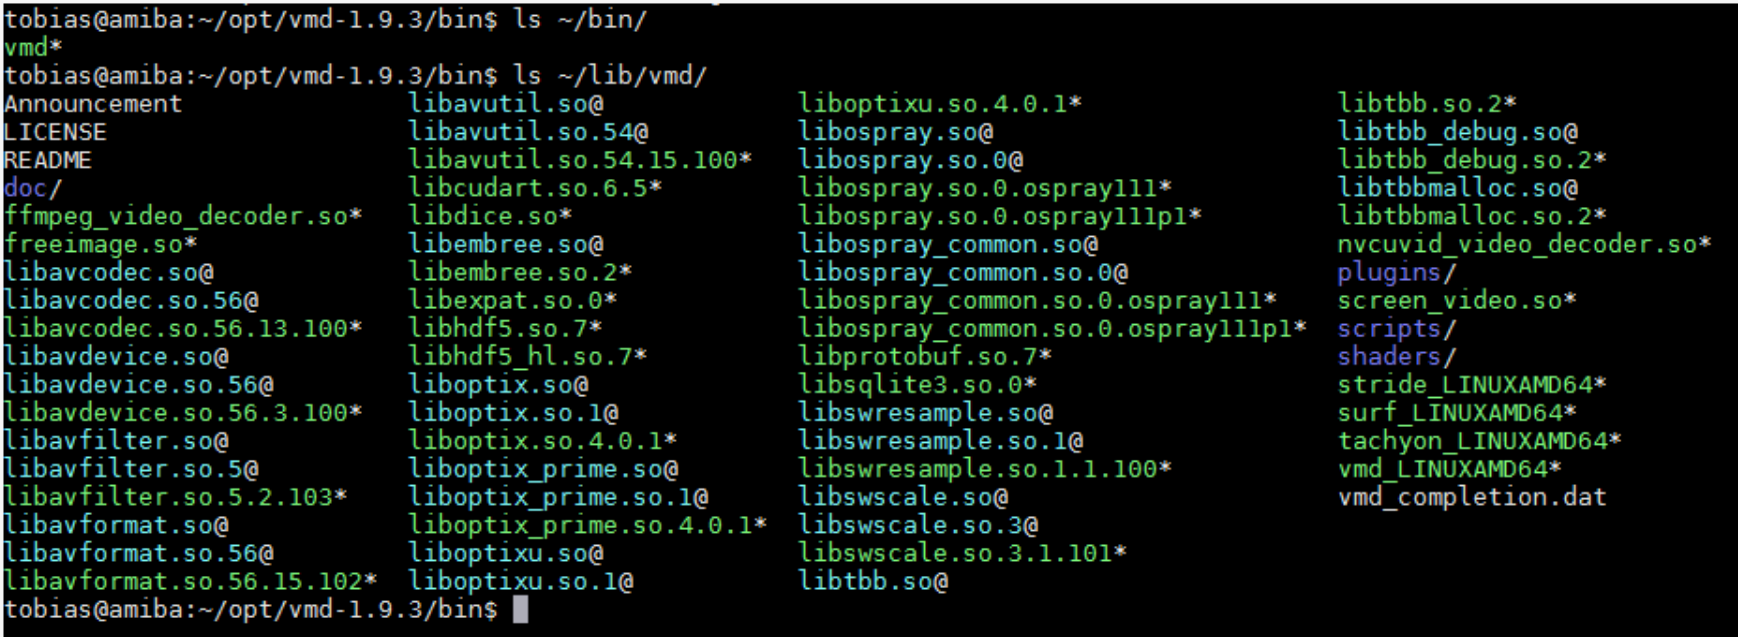 tobias@amiba:~/opt/vmd-1.9.3/bin$ ls ~/bin/
vmd*
tobias@amiba:~/opt/vmd-1.9.3/bin$ ls ~/lib/vmd/
Announcement libavutil.so@ liboptixu.so.4.0.1* libtbb.so.2*
LICENSE libavutil.so.54@ libospray.so@ libtbb_debug.so@
README libavutil.so.54.15.100* libospray.so.0@ libtbb_debug.so.2*
doc/ libcudart.so.6.5* libospray.so.0.ospray111* libtbbmalloc.so@
ffmpeg_video_decoder.so* libdice.so* libospray.so.0.ospray111p1* libtbbmalloc.so.2*
freeimage.so* libembree.so@ libospray_common.so@ nvcuvid_video_decoder.so*
libavcodec.so@ libembree.so.2* libospray_common.so.0@ plugins/
libavcodec.so.56@ libexpat.so.0* libospray_common.so.0.ospray111* screen_video.so*
libavcodec.so.56.13.100* libhdf5.so.7* libospray_common.so.0.ospray111p1* scripts/
libavdevice.so@ libhdf5_hl.so.7* libprotobuf.so.7* shaders/
libavdevice.so.56@ liboptix.so@ libsqlite3.so.0* stride_LINUXAMD64*
libavdevice.so.56.3.100* liboptix.so.1@ libswresample.so@ surf_LINUXAMD64*
libavfilter.so@ liboptix.so.4.0.1* libswresample.so.1@ tachyon_LINUXAMD64*
libavfilter.so.5@ liboptix_prime.so@ libswresample.so.1.1.100* vmd_LINUXAMD64*
libavfilter.so.5.2.103* liboptix_prime.so.1@ libswscale.so@ vmd_completion.dat
libavformat.so@ liboptix_prime.so.4.0.1* libswscale.so.3@
libavformat.so.56@ liboptixu.so@ libswscale.so.3.1.101*
libavformat.so.56.15.102* liboptixu.so.1@ libtbb.so@
tobias@amiba:~/opt/vmd-1.9.3/bin$